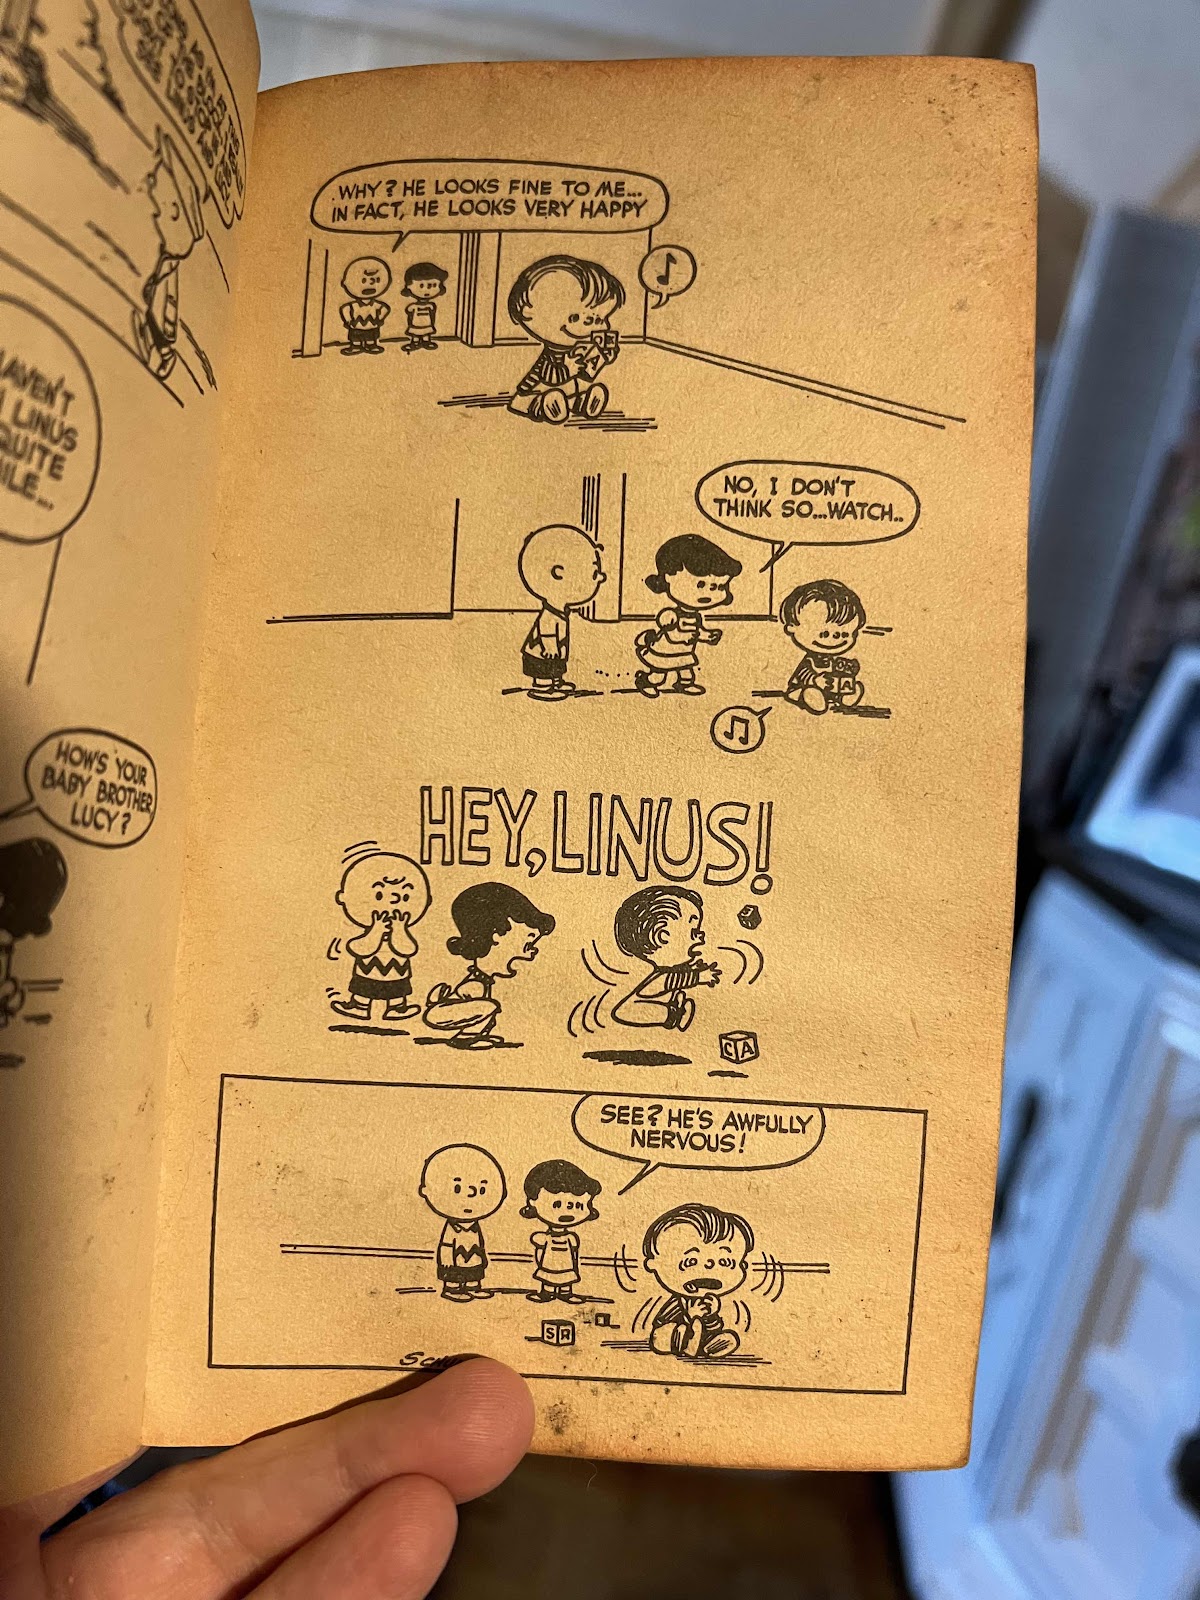 HAVEN'T
LINUS
QUITE
HOW'S YOUR
BABY BROTHER,
LUCY?
WHY? HE LOOKS FINE TO ME...
IN FACT, HE LOOKS VERY HAPPY
A
NO, I DON'T
THINK SO...WATCH..
A
HEY, LINUS!
C A
SEE? HE'S AWFULLY
NERVOUS!
S R